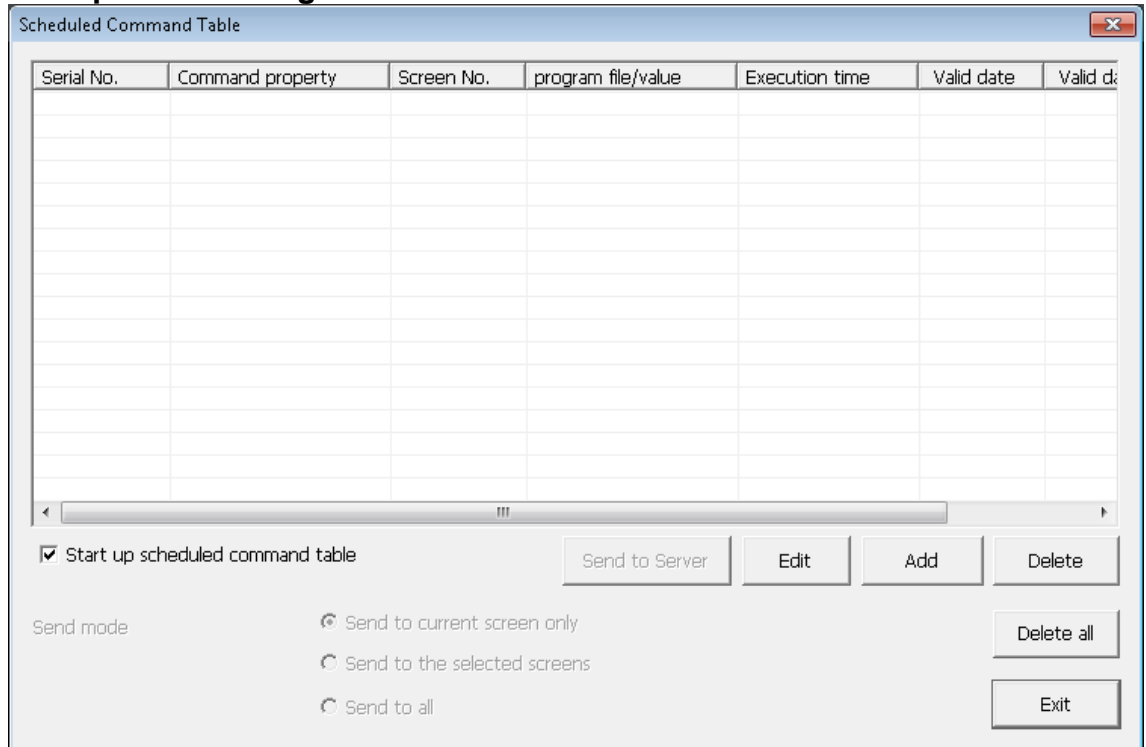 Scheduled Command Table
Serial No. Command property Screen No. program file/value Execution time Valid date Valid da
Start up scheduled command table Send to Server Edit Add Delete
Send mode Send to current screen only Delete all
Send to the selected screens
Send to all Exit